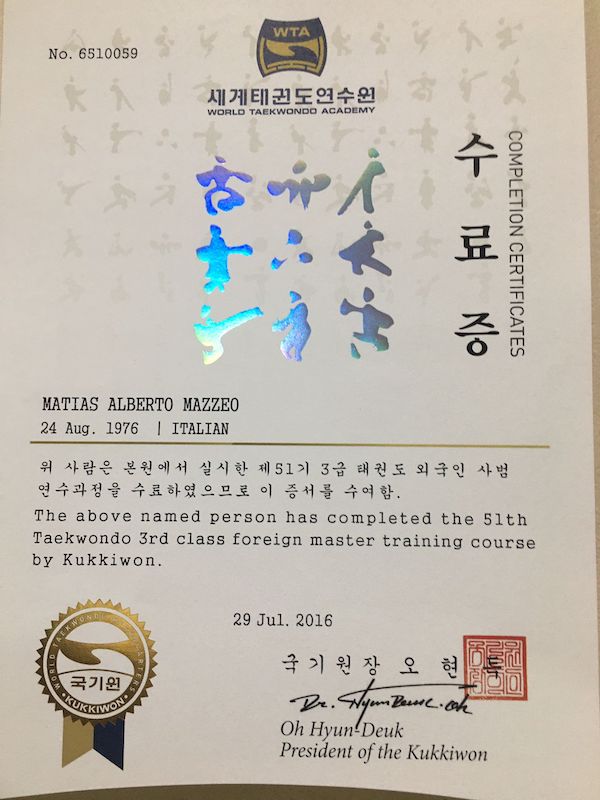 No. 6510059
WTA
세계태권도연수원
WORLD TAEKWONDO ACADEMY
수료증
COMPLETION CERTIFICATES
MATIAS ALBERTO MAZZEO
24 Aug. 1976 | ITALIAN
위 사람은 본원에서 실시한 제51기 3급 태권도 외국인 사범
연수과정을 수료하였으므로 이 증서를 수여함.
The above named person has completed the 51th
Taekwondo 3rd class foreign master training course
by Kukkiwon.
29 Jul. 2016
국기원
KUKKIWON
국기원장 오현득
Dr. Hyun Deuk. Oh
Oh Hyun-Deuk
President of the Kukkiwon